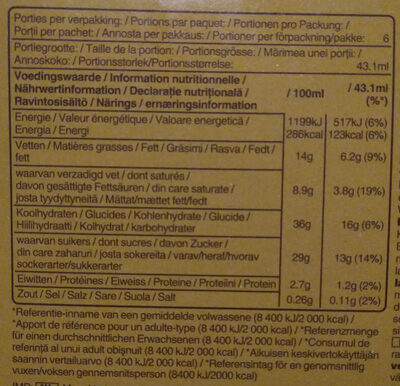 Porties per verpakking: / Portions par paquet: / Portionen pro Packung: /
Porții per pachet: / Annosta per pakkaus: / Portioner per förpackning/pakke: 6
Portiegrootte: / Taille de la portion: / Portionsgrösse: / Mărimea unei porții: /
Annoskoko: / Portionsstorlek/Portionsstørrelse: 43.1ml
Voedingswaarde / Information nutritionnelle /
Nährwertinformation / Declarație nutrițională /
Ravintosisältö / Närings / ernæringsinformation
/ 100ml
/ 43.1ml
(%*)
Energie / Valeur énergétique / Valoare energetică / 1199kJ 517kJ (6%)
Energia / Energi 286kcal 123kcal (6%)
Vetten / Matières grasses / Fett / Grăsimi / Rasva / Fedt /
fett 14g 6.2g (9%)
waarvan verzadigd vet / dont saturés /
davon gesättigte Fettsäuren / din care saturate / 8.9g 3.8g (19%)
josta tyydyttyneitä / Mättat/mættet fett/fedt
Koolhydraten / Glucides / Kohlenhydrate / Glucide / 36g 16g (6%)
Hiilihydraatti / Kolhydrat / karbohydrater
waarvan suikers / dont sucres / davon Zucker /
din care zaharuri / josta sokereita / varav/heraf/hvorav 29g 13g (14%)
sockerarter/sukkerarter
Eiwitten / Protéines / Eiweiss / Proteine / Proteiini / Protein 2.7g 1.2g (2%)
Zout / Sel / Salz / Sare / Suola / Salt 0.26g 0.11g (2%)
*Referentie-inname van een gemiddelde volwassene (8 400 kJ/2 000 kcal) /
*Apport de référence pour un adulte-type (8 400 kJ/2 000 kcal) / *Referenzmenge
für einen durchschnittlichen Erwachsenen (8 400 kJ/2 000 kcal) / *Consumul de
referință al unui adult obișnuit (8 400 kJ/2 000 kcal) / *Aikuisen keskivertokäyttäjän
saannin vertailuarvo (8 400 kJ/2 000 kcal) / *Referensintag för en genomsnittlig
vuxen/voksen gennemsnitsperson (8400 kJ/2000 kcal)